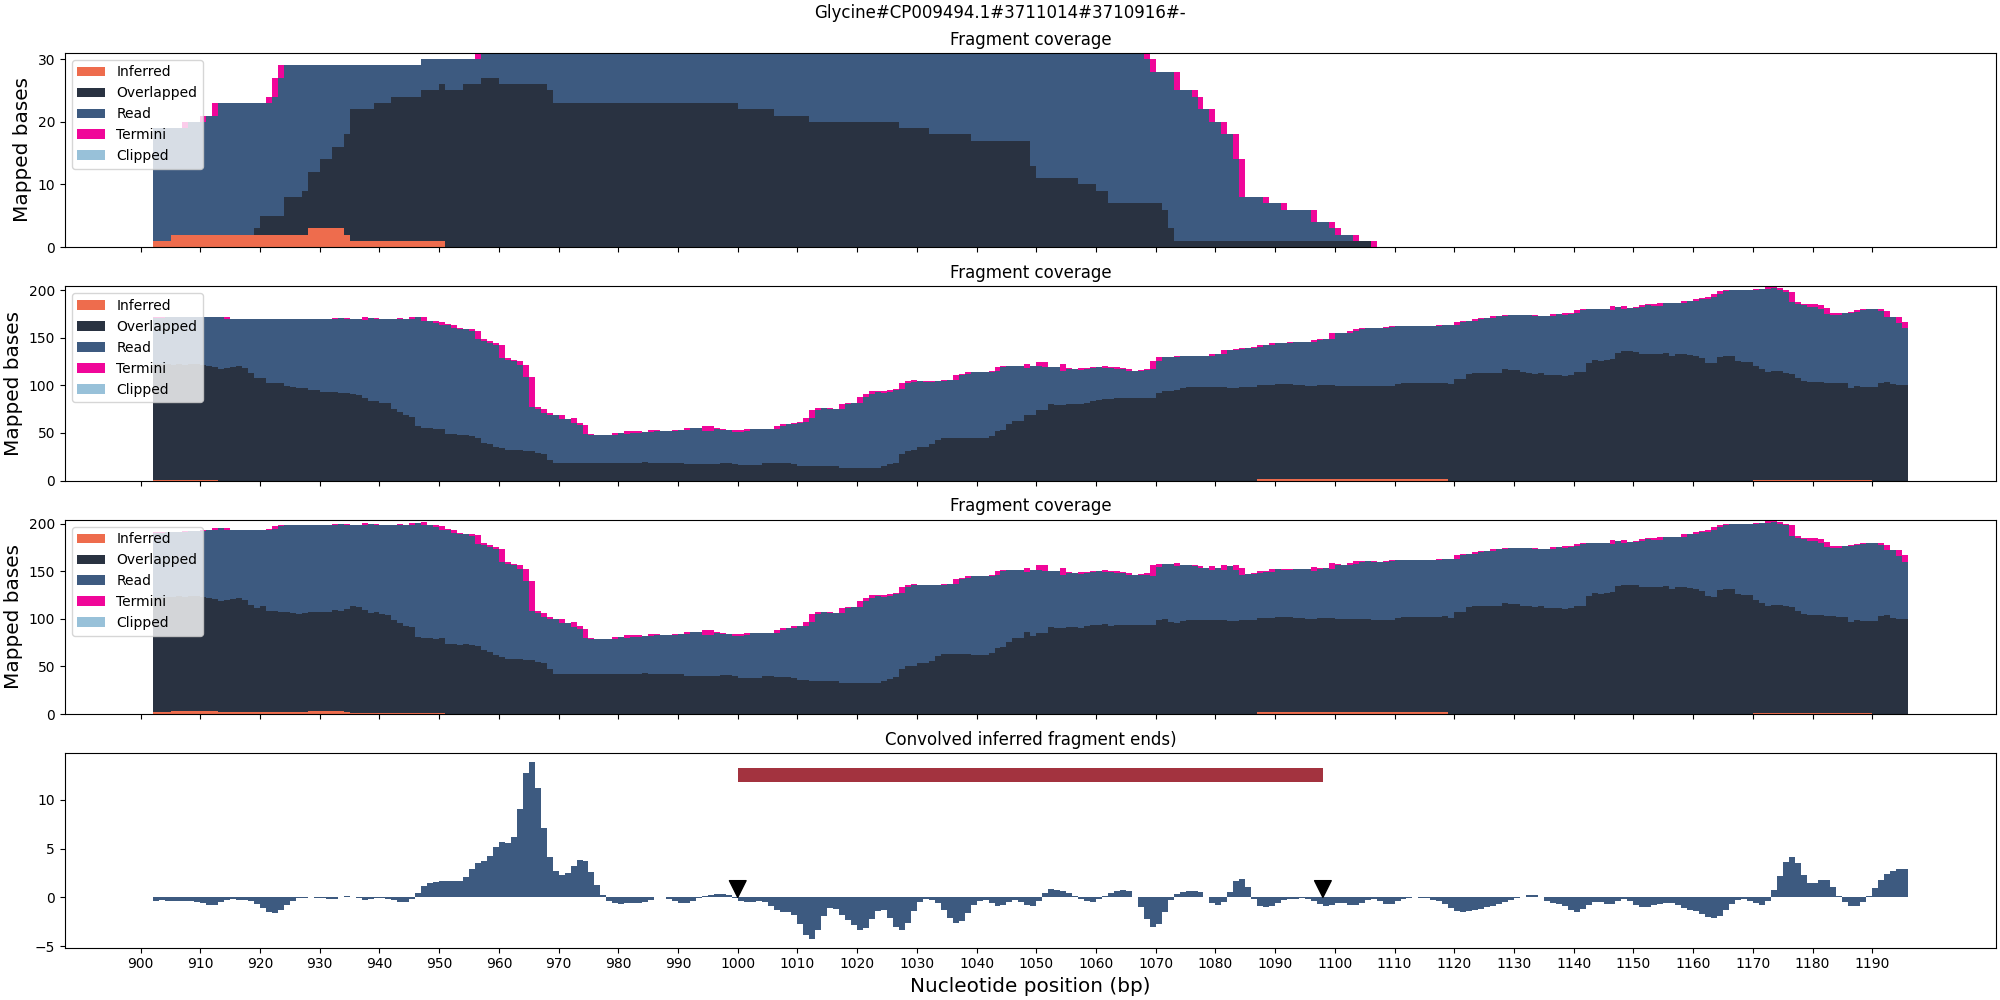 Glycine#CP009494.1#3711014#3710916#-
Fragment coverage
Mapped bases
30
20
10
0
Inferred
Overlapped
Read
Termini
Clipped
Fragment coverage
Mapped bases
200
150
100
50
0
Inferred
Overlapped
Read
Termini
Clipped
Fragment coverage
Mapped bases
200
150
100
50
0
Inferred
Overlapped
Read
Termini
Clipped
Convolved inferred fragment ends)
10
5
0
−5
900 910 920 930 940 950 960 970 980 990 1000 1010 1020 1030 1040 1050 1060 1070 1080 1090 1100 1110 1120 1130 1140 1150 1160 1170 1180 1190
Nucleotide position (bp)